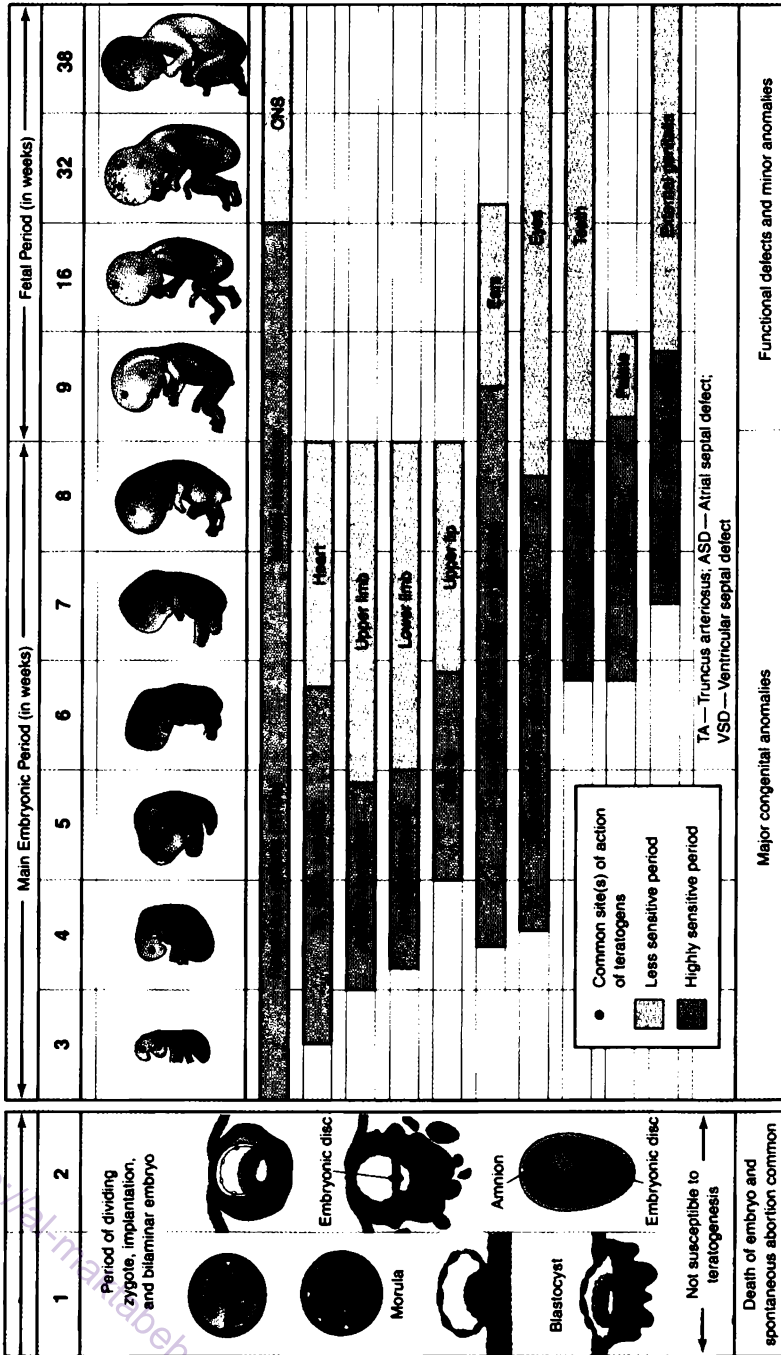 Main Embryonic Period (in weeks)
Fetal Period (in weeks)
1
2
3
4
5
6
7
8
9
16
32
38
Period of dividing
zygote, implantation,
and bilaminar embryo
Morula
Blastocyst
Embryonic disc
Amnion
Embryonic disc
Not susceptible to
teratogenesis
Death of embryo and
spontaneous abortion common
CNS
Heart
Upper limb
Lower limb
Upper lip
Ears
Eyes
Teeth
Palate
External genitalia
Common site(s) of action
of teratogens
Less sensitive period
Highly sensitive period
TA — Truncus arteriosus; ASD — Atrial septal defect;
VSD — Ventricular septal defect
Major congenital anomalies
Functional defects and minor anomalies